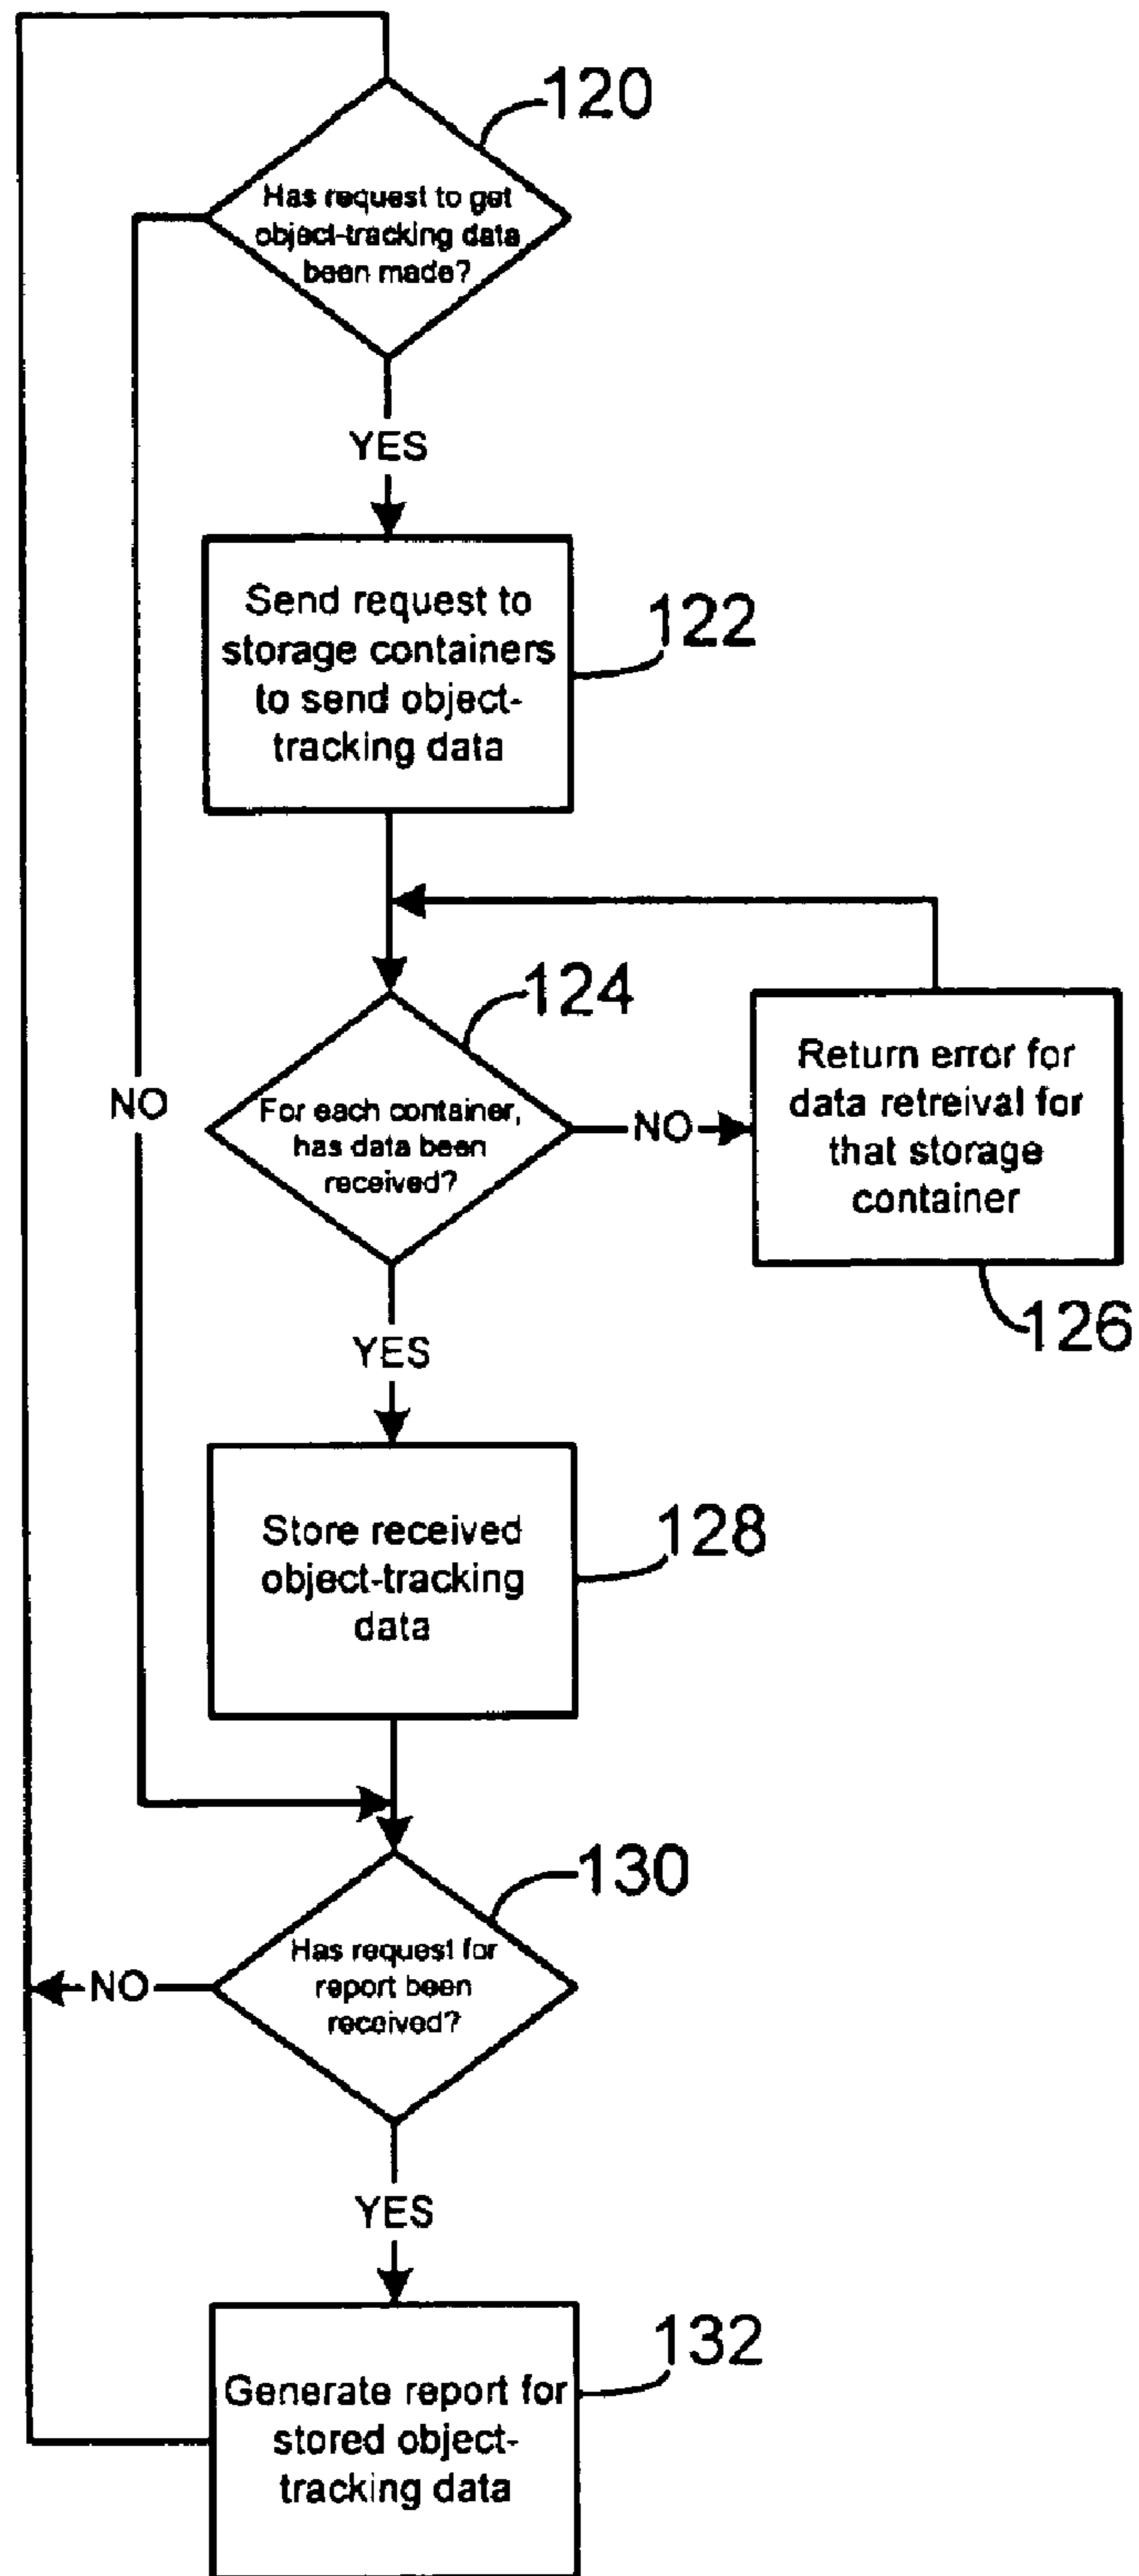 120
Has request to get
object-tracking data
been made?
YES
Send request to
storage containers
to send object-
tracking data
122
124
For each container,
has data been
received?
NO
NO
Return error for
data retreival for
that storage
container
126
YES
Store received
object-tracking
data
128
130
Has request for
report been
received?
NO
YES
132
Generate report for
stored object-
tracking data